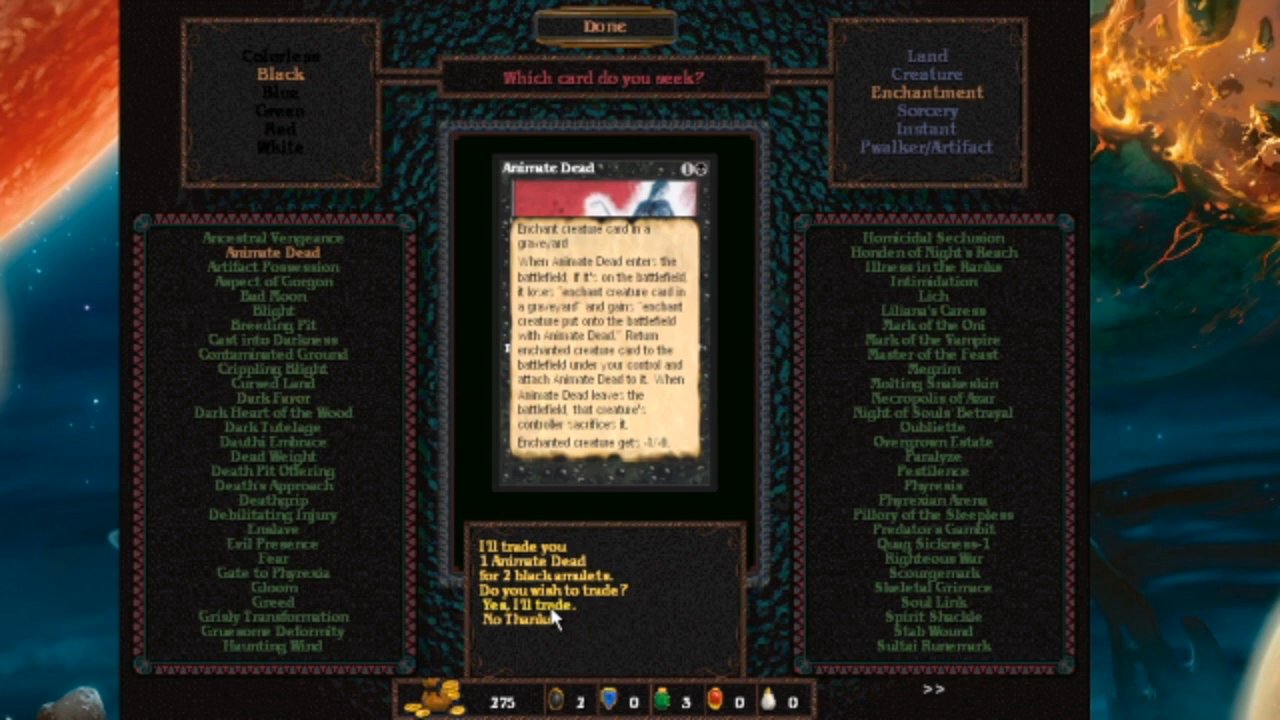 Done
Which card do you seek?
Colorless
Black
Blue
Green
Red
White
Land
Creature
Enchantment
Sorcery
Instant
Pwalker/Artifact
Animate Dead
Enchant creature card in a
graveyard
When Animate Dead enters the
battlefield, if it's on the battlefield,
it loses "enchant creature card in
a graveyard" and gains "enchant
creature put onto the battlefield
with Animate Dead." Return
enchanted creature card to the
battlefield under your control and
attach Animate Dead to it. When
Animate Dead leaves the
battlefield, that creature's
controller sacrifices it.
Enchanted creature gets -1/-0.
Ancestral Vengeance
Animate Dead
Artifact Possession
Aspect of Gorgon
Bad Moon
Blight
Breeding Pit
Cast into Darkness
Contaminated Ground
Crippling Blight
Cursed Land
Dark Favor
Dark Heart of the Wood
Dark Tutelage
Dauthi Embrace
Dead Weight
Death Pit Offering
Death's Approach
Deathgrip
Debilitating Injury
Enslave
Evil Presence
Fear
Gate to Phyrexia
Gloom
Greed
Grisly Transformation
Gruesome Deformity
Haunting Wind
Homicidal Seclusion
Honden of Night's Reach
Illness in the Ranks
Intimidation
Lich
Liliana's Caress
Mark of the Oni
Mark of the Vampire
Master of the Feast
Megrim
Molting Snakeskin
Necropolis of Azar
Night of Souls' Betrayal
Oubliette
Overgrown Estate
Paralyze
Pestilence
Phyresis
Phyrexian Arena
Pillory of the Sleepless
Predator's Gambit
Quag Sickness-1
Righteous War
Scourgemark
Skeletal Grimace
Soul Link
Spirit Shackle
Stab Wound
Sultai Runemark
I'll trade you
1 Animate Dead
for 2 black amulets.
Do you wish to trade?
Yes, I'll trade.
No Thanks
275 2 0 3 0 0
>>